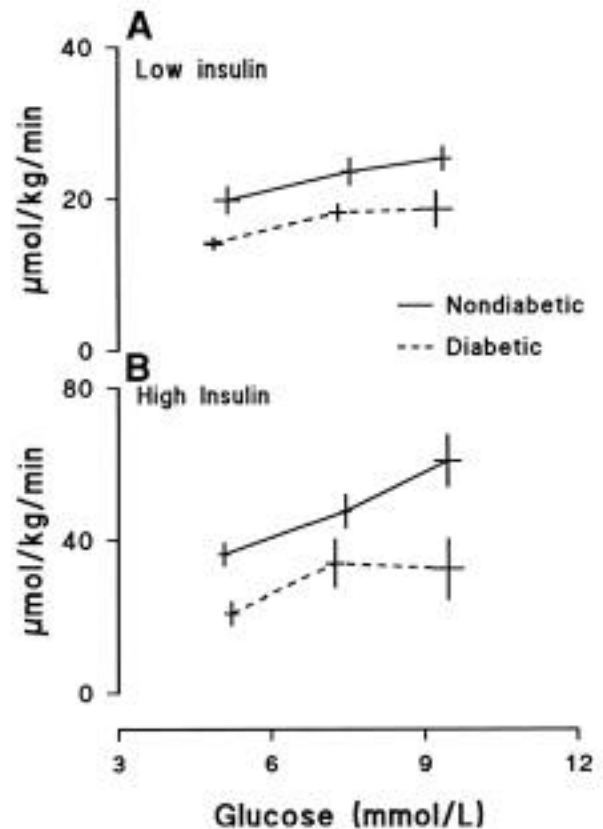 A
Low insulin
40
20
0
μmol/kg/min
Nondiabetic
Diabetic
B
High Insulin
80
40
0
μmol/kg/min
3 6 9 12
Glucose (mmol/L)